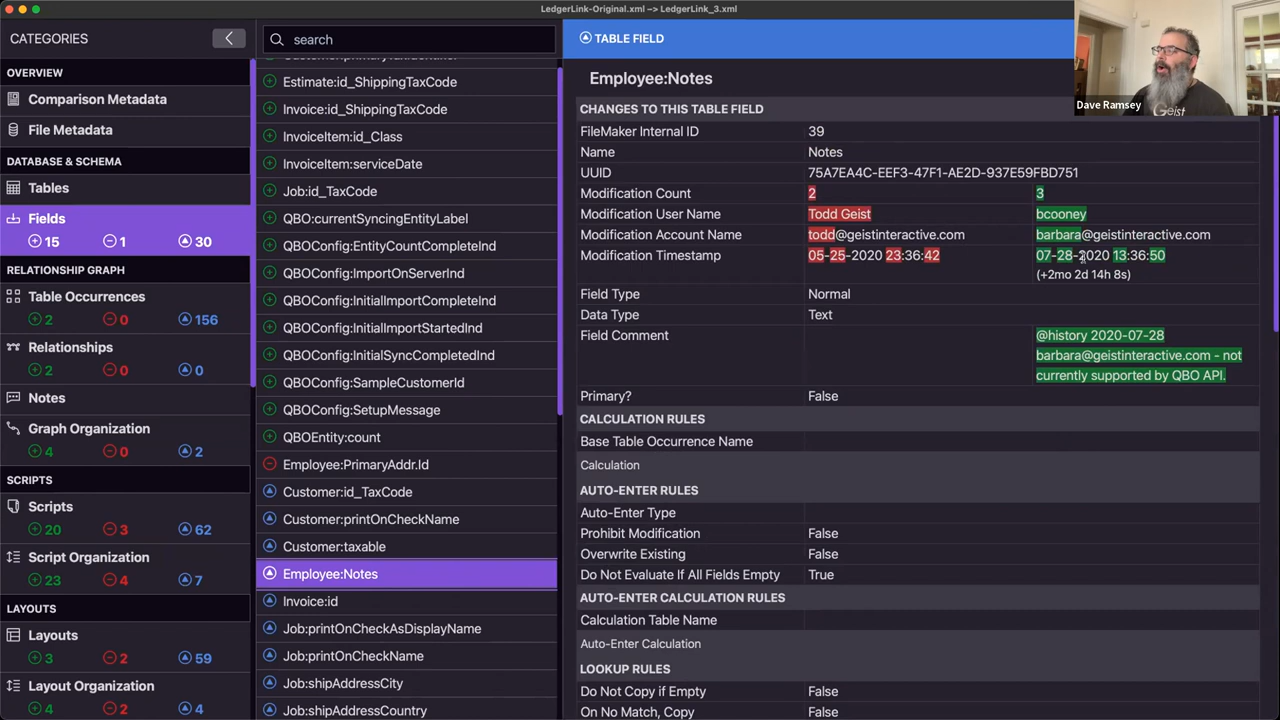 LedgerLink-Original.xml –> LedgerLink_3.xml
CATEGORIES
OVERVIEW
Comparison Metadata
File Metadata
DATABASE & SCHEMA
Tables
Fields
15 1 30
RELATIONSHIP GRAPH
Table Occurrences
2 0 156
Relationships
2 0 0
Notes
Graph Organization
4 0 2
SCRIPTS
Scripts
20 3 62
Script Organization
23 4 7
LAYOUTS
Layouts
3 2 59
Layout Organization
4 2 4
search
Estimate:id_ShippingTaxCode
Invoice:id_ShippingTaxCode
InvoiceItem:id_Class
InvoiceItem:serviceDate
Job:id_TaxCode
QBO:currentSyncingEntityLabel
QBOConfig:EntityCountCompleteInd
QBOConfig:ImportOnServerInd
QBOConfig:InitialImportCompleteInd
QBOConfig:InitialImportStartedInd
QBOConfig:InitialSyncCompletedInd
QBOConfig:SampleCustomerId
QBOConfig:SetupMessage
QBOEntity:count
Employee:PrimaryAddr.Id
Customer:id_TaxCode
Customer:printOnCheckName
Customer:taxable
Employee:Notes
Invoice:id
Job:printOnCheckAsDisplayName
Job:printOnCheckName
Job:shipAddressCity
Job:shipAddressCountry
TABLE FIELD
Employee:Notes
CHANGES TO THIS TABLE FIELD
FileMaker Internal ID 39
Name Notes
UUID 75A7EA4C-EEF3-47F1-AE2D-937E59FBD751
Modification Count 2 3
Modification User Name Todd Geist bcooney
Modification Account Name todd@geistinteractive.com barbara@geistinteractive.com
Modification Timestamp 05-25-2020 23:36:42 07-28-2020 13:36:50
(+2mo 2d 14h 8s)
Field Type Normal
Data Type Text
Field Comment @history 2020-07-28
barbara@geistinteractive.com - not
currently supported by QBO API.
Primary? False
CALCULATION RULES
Base Table Occurrence Name
Calculation
AUTO-ENTER RULES
Auto-Enter Type
Prohibit Modification False
Overwrite Existing False
Do Not Evaluate If All Fields Empty True
AUTO-ENTER CALCULATION RULES
Calculation Table Name
Auto-Enter Calculation
LOOKUP RULES
Do Not Copy if Empty False
On No Match, Copy False
Dave Ramsey
Geist